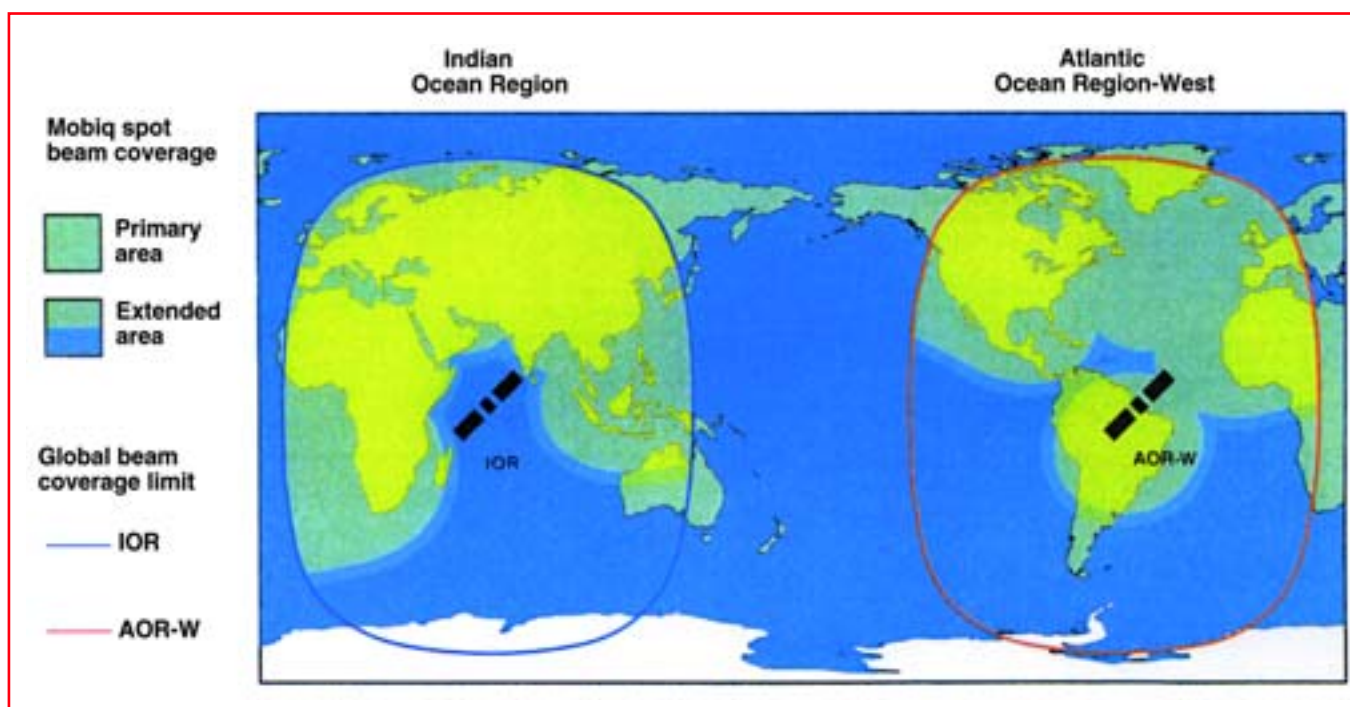 Indian
Ocean Region
Atlantic
Ocean Region-West
Mobiq spot
beam coverage
Primary
area
Extended
area
Global beam
coverage limit
IOR
AOR-W
IOR
AOR-W